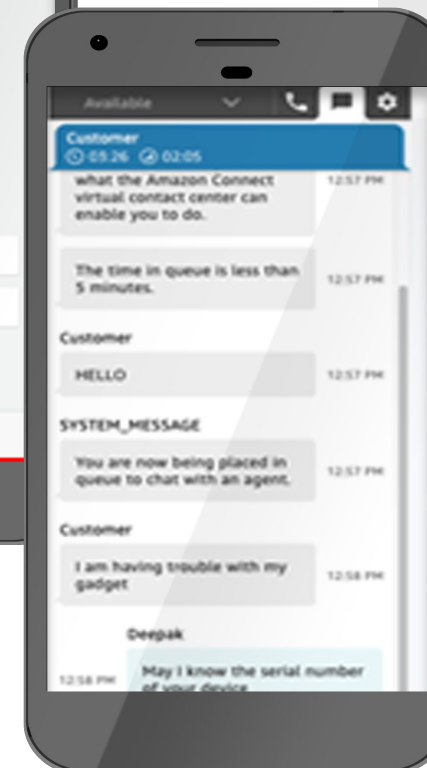 Available
Customer
03:26 02:05
what the Amazon Connect
12:57 PM
virtual contact center can
enable you to do.
The time in queue is less than
5 minutes.
12:57 PM
Customer
HELLO
12:57 PM
SYSTEM_MESSAGE
You are now being placed in
queue to chat with an agent.
12:57 PM
Customer
I am having trouble with my
gadget
12:58 PM
Deepak
May I know the serial number
of your device
12:58 PM